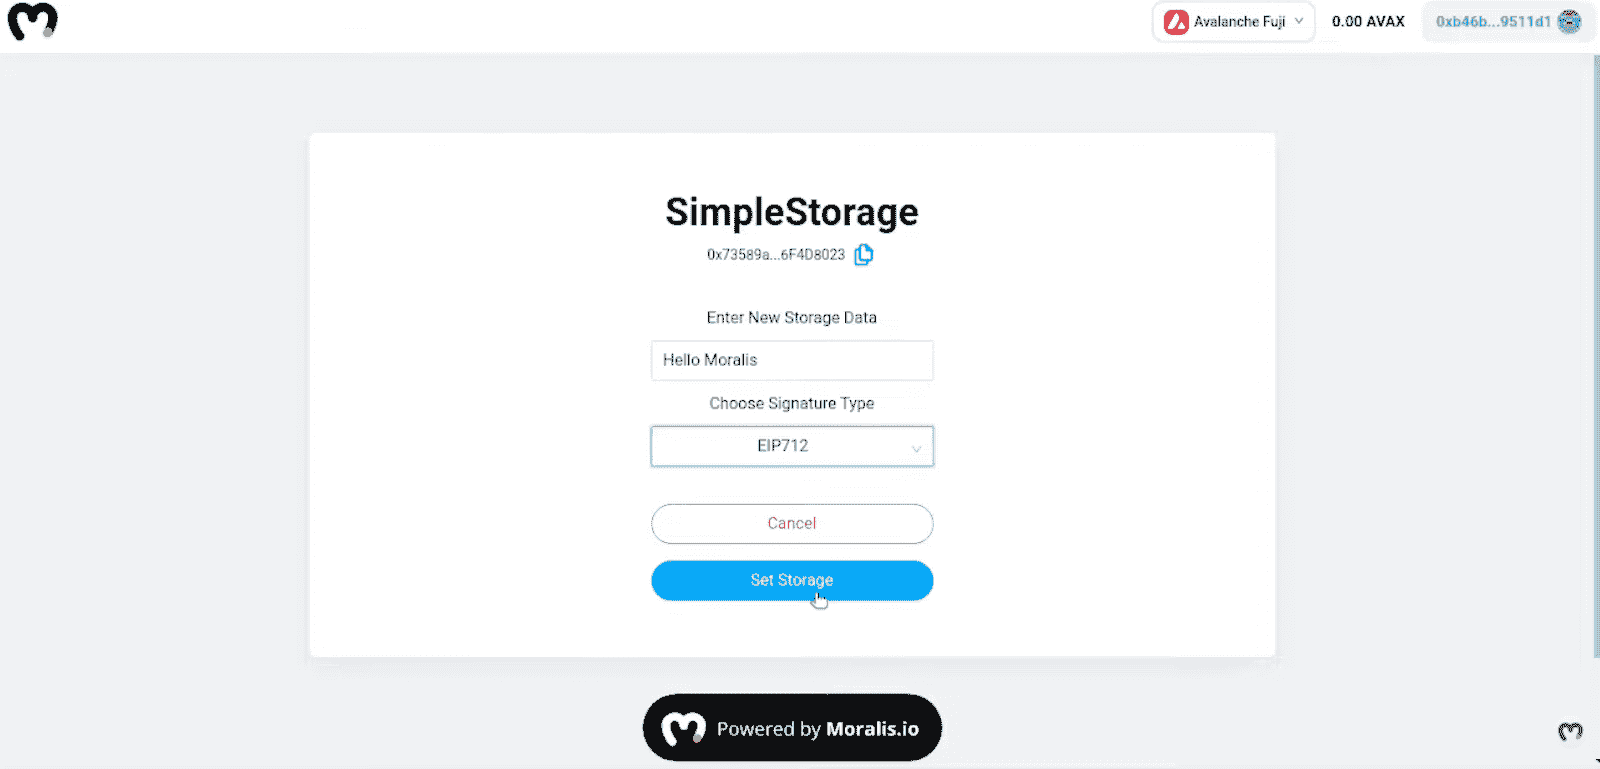 Avalanche Fuji
0.00 AVAX
0xb46b...9511d1
SimpleStorage
0x73589a...6F4D8023
Enter New Storage Data
Hello Moralis
Choose Signature Type
EIP712
Cancel
Set Storage
Powered by Moralis.io